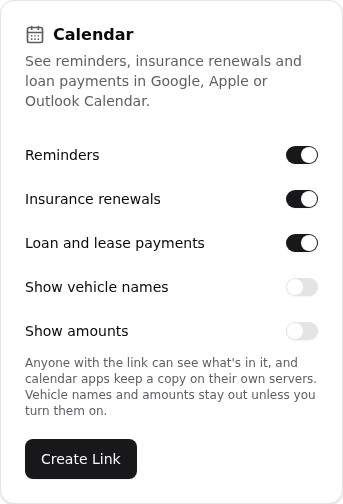 Calendar
See reminders, insurance renewals and
loan payments in Google, Apple or
Outlook Calendar.
Reminders
Insurance renewals
Loan and lease payments
Show vehicle names
Show amounts
Anyone with the link can see what's in it, and
calendar apps keep a copy on their own servers.
Vehicle names and amounts stay out unless you
turn them on.
Create Link